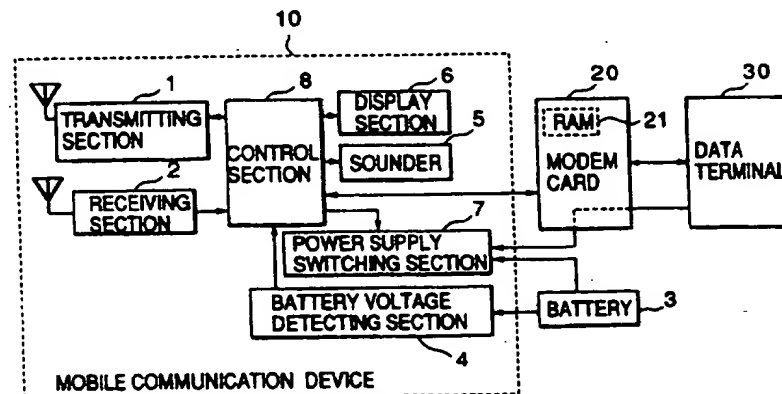 10
1
TRANSMITTING
SECTION
2
RECEIVING
SECTION
8
CONTROL
SECTION
6
DISPLAY
SECTION
5
SOUNDER
7
POWER SUPPLY
SWITCHING SECTION
BATTERY VOLTAGE
DETECTING SECTION
4
MOBILE COMMUNICATION DEVICE
20
RAM
21
MODEM
CARD
30
DATA
TERMINAL
BATTERY
3